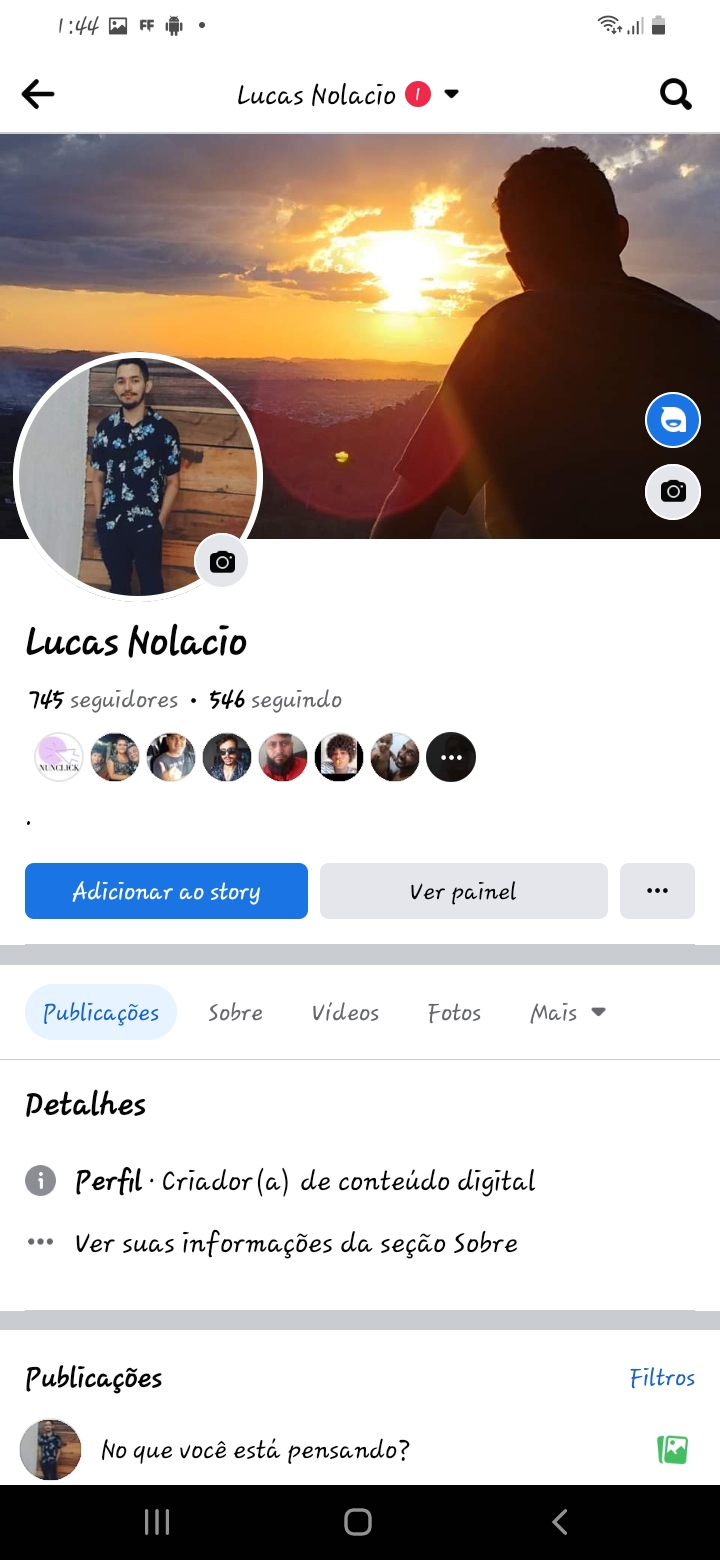 1:44 FF
Lucas Nolacio 1
Lucas Nolacio
745 seguidores • 546 seguindo
NUNCLICK
.
Adicionar ao story
Ver painel
Publicações
Sobre
Vídeos
Fotos
Mais
Detalhes
Perfil · Criador(a) de conteúdo digital
Ver suas informações da seção Sobre
Publicações
Filtros
No que você está pensando?